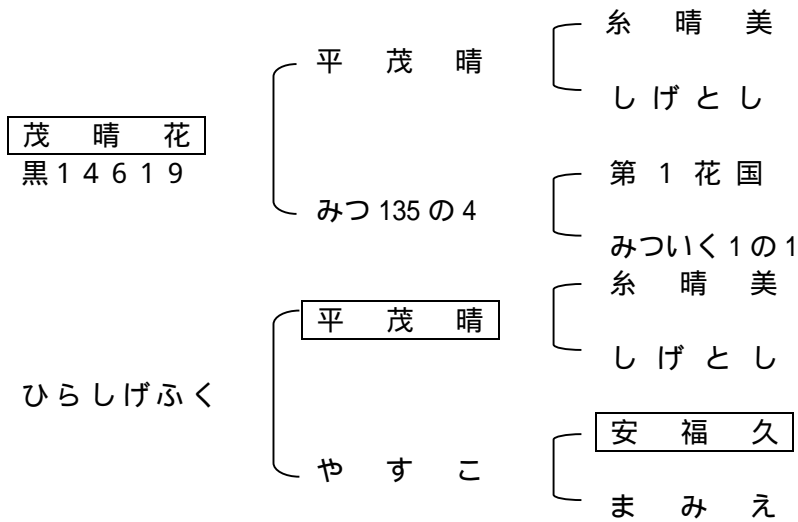 糸 晴 美
平 茂 晴
しげとし
茂 晴 花
黒14619
第1花国
みつ135の4
みついく1の1
糸 晴 美
平 茂 晴
しげとし
ひらしげふく
安 福 久
や す こ
ま み え